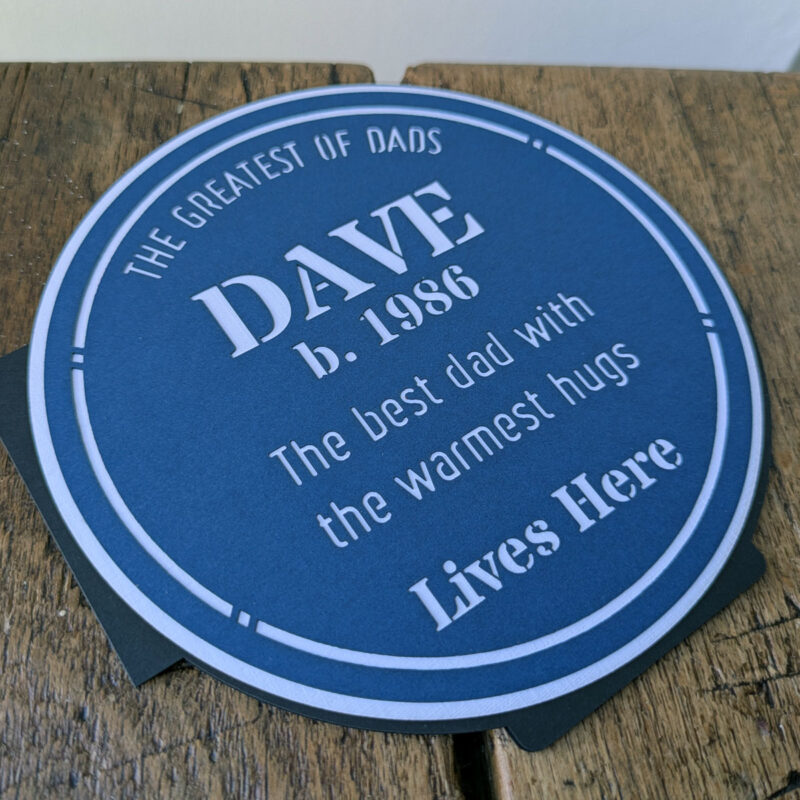 THE GREATEST OF DADS
DAVE
b. 1986
The best dad with
the warmest hugs
Lives Here